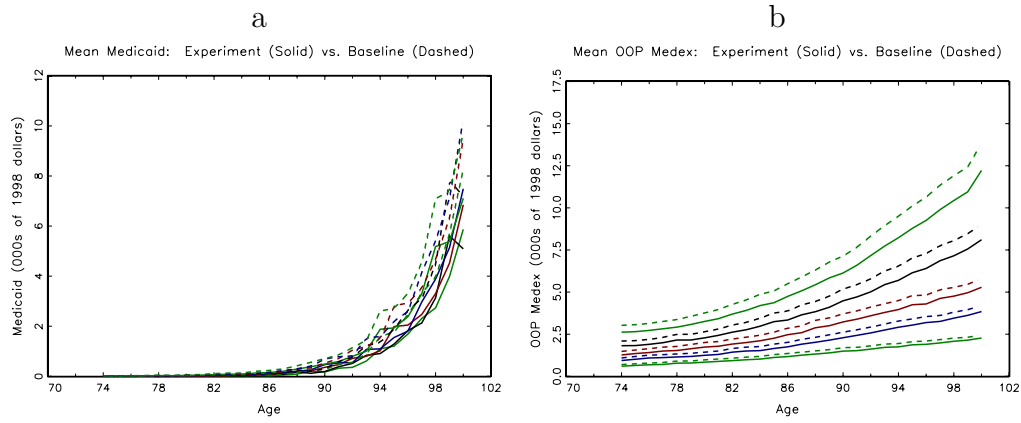 a
Mean Medicaid: Experiment (Solid) vs. Baseline (Dashed)
Medicaid (000s of 1998 dollars)
12
10
8
6
4
2
0
70 74 78 82 86 90 94 98 102
Age
b
Mean OOP Medex: Experiment (Solid) vs. Baseline (Dashed)
OOP Medex (000s of 1998 dollars)
17.5
15.0
12.5
10.0
7.5
5.0
2.5
0.0
70 74 78 82 86 90 94 98 102
Age